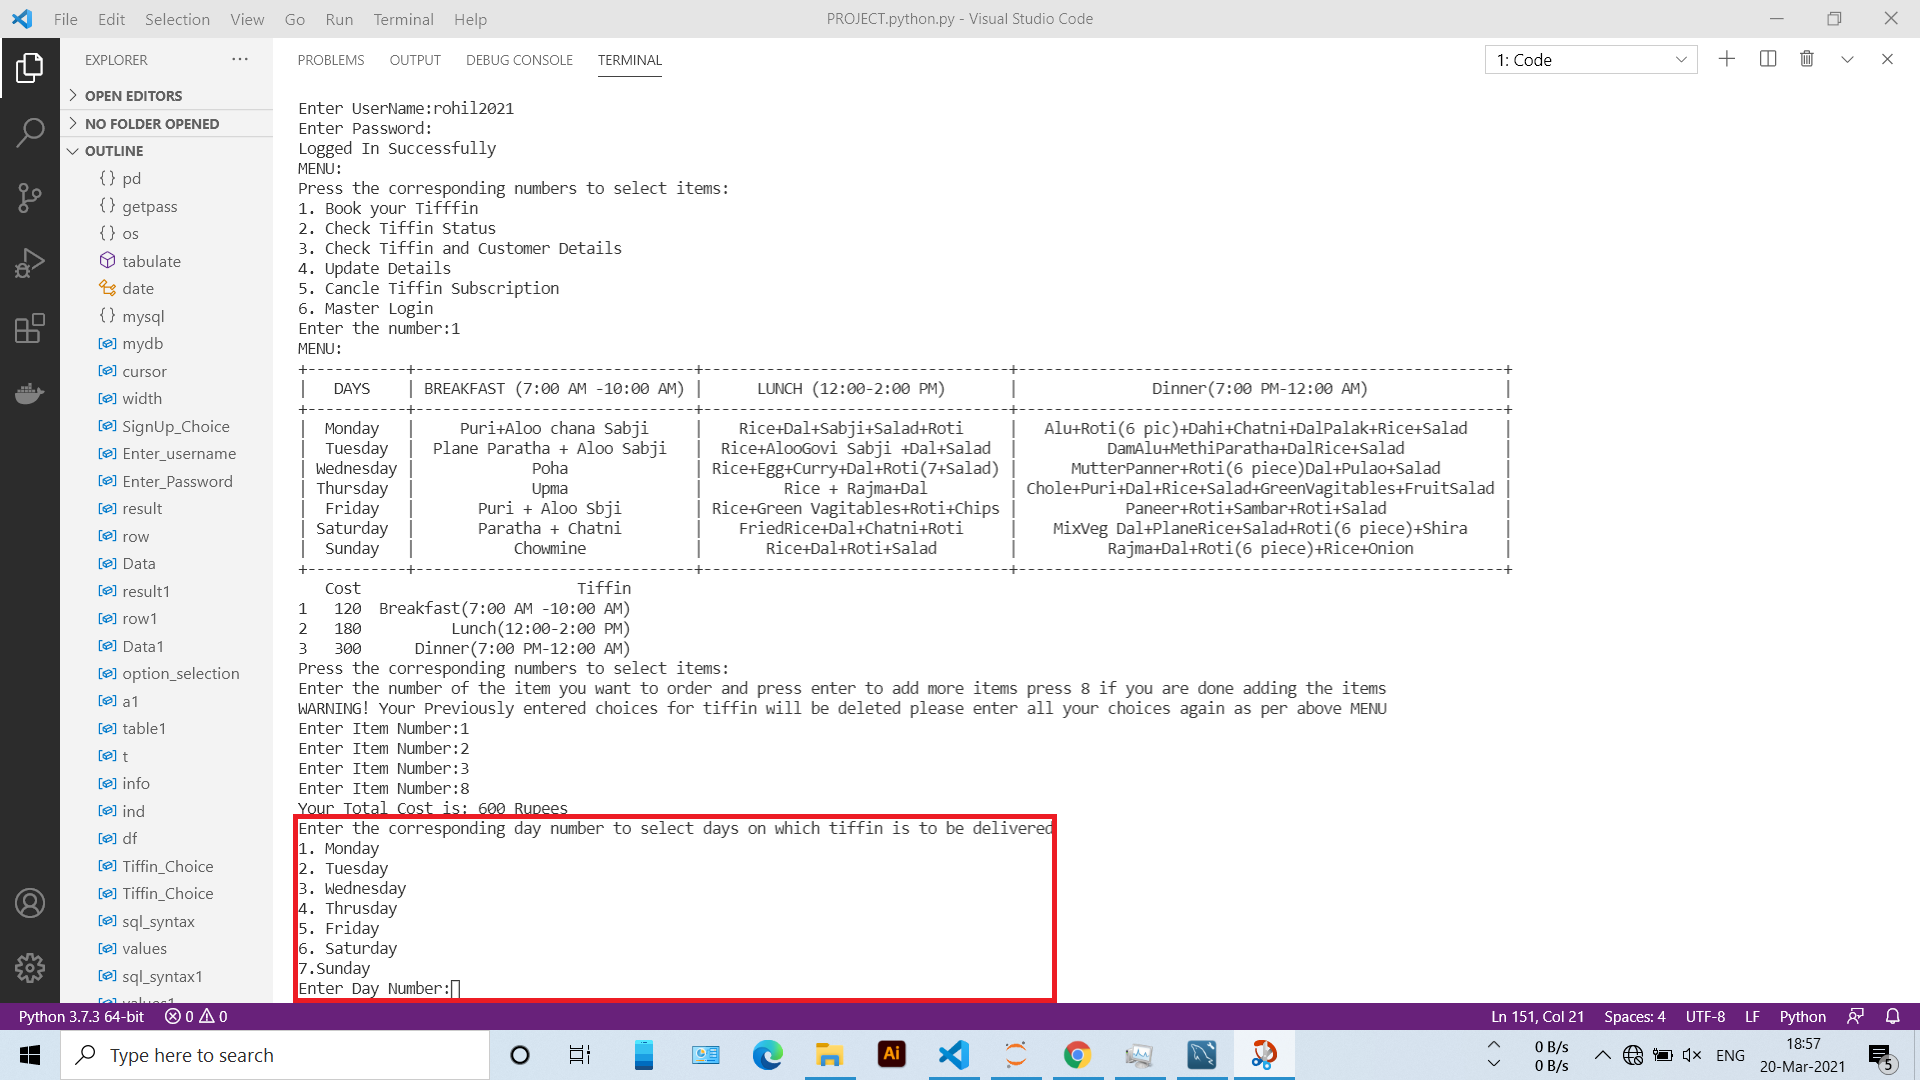 File Edit Selection View Go Run Terminal Help
PROJECT.python.py - Visual Studio Code
EXPLORER
PROBLEMS OUTPUT DEBUG CONSOLE TERMINAL
1: Code
OPEN EDITORS
NO FOLDER OPENED
OUTLINE
pd
getpass
os
tabulate
date
mysql
mydb
cursor
width
SignUp_Choice
Enter_username
Enter_Password
result
row
Data
result1
row1
Data1
option_selection
a1
table1
t
info
ind
df
Tiffin_Choice
Tiffin_Choice
sql_syntax
values
sql_syntax1
values1
Enter UserName:rohil2021
Enter Password:
Logged In Successfully
MENU:
Press the corresponding numbers to select items:
1. Book your Tifffin
2. Check Tiffin Status
3. Check Tiffin and Customer Details
4. Update Details
5. Cancle Tiffin Subscription
6. Master Login
Enter the number:1
MENU:
+-----------+-------------------------------+----------------------------------+------------------------------------------------------+
| DAYS | BREAKFAST (7:00 AM -10:00 AM) | LUNCH (12:00-2:00 PM) | Dinner(7:00 PM-12:00 AM) |
+-----------+-------------------------------+----------------------------------+------------------------------------------------------+
| Monday | Puri+Aloo chana Sabji | Rice+Dal+Sabji+Salad+Roti | Alu+Roti(6 pic)+Dahi+Chatni+DalPalak+Rice+Salad |
| Tuesday | Plane Paratha + Aloo Sabji | Rice+AlooGovi Sabji +Dal+Salad | DamAlu+MethiParatha+DalRice+Salad |
| Wednesday | Poha | Rice+Egg+Curry+Dal+Roti(7+Salad) | MutterPanner+Roti(6 piece)Dal+Pulao+Salad |
| Thursday | Upma | Rice + Rajma+Dal | Chole+Puri+Dal+Rice+Salad+GreenVagitables+FruitSalad |
| Friday | Puri + Aloo Sbji | Rice+Green Vagitables+Roti+Chips | Paneer+Roti+Sambar+Roti+Salad |
| Saturday | Paratha + Chatni | FriedRice+Dal+Chatni+Roti | MixVeg Dal+PlaneRice+Salad+Roti(6 piece)+Shira |
| Sunday | Chowmine | Rice+Dal+Roti+Salad | Rajma+Dal+Roti(6 piece)+Rice+Onion |
+-----------+-------------------------------+----------------------------------+------------------------------------------------------+
Cost Tiffin
1 120 Breakfast(7:00 AM -10:00 AM)
2 180 Lunch(12:00-2:00 PM)
3 300 Dinner(7:00 PM-12:00 AM)
Press the corresponding numbers to select items:
Enter the number of the item you want to order and press enter to add more items press 8 if you are done adding the items
WARNING! Your Previously entered choices for tiffin will be deleted please enter all your choices again as per above MENU
Enter Item Number:1
Enter Item Number:2
Enter Item Number:3
Enter Item Number:8
Your Total Cost is: 600 Rupees
Enter the corresponding day number to select days on which tiffin is to be delivered
1. Monday
2. Tuesday
3. Wednesday
4. Thrusday
5. Friday
6. Saturday
7.Sunday
Enter Day Number:
Python 3.7.3 64-bit 0 0
Ln 151, Col 21 Spaces: 4 UTF-8 LF Python
Type here to search
Ai
0 B/s
0 B/s
ENG
18:57
20-Mar-2021
5